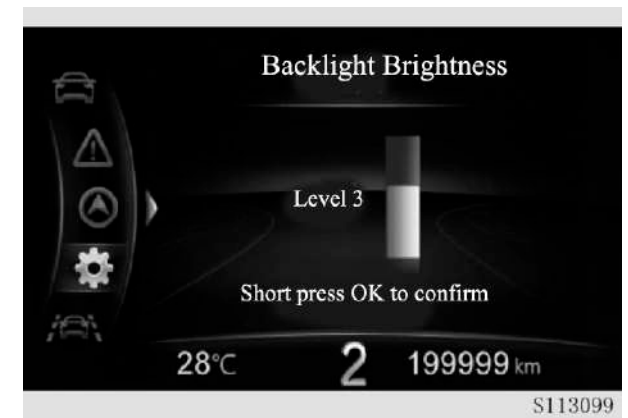 Backlight Brightness
Level 3
Short press OK to confirm
28℃ 2 199999 km
S113099